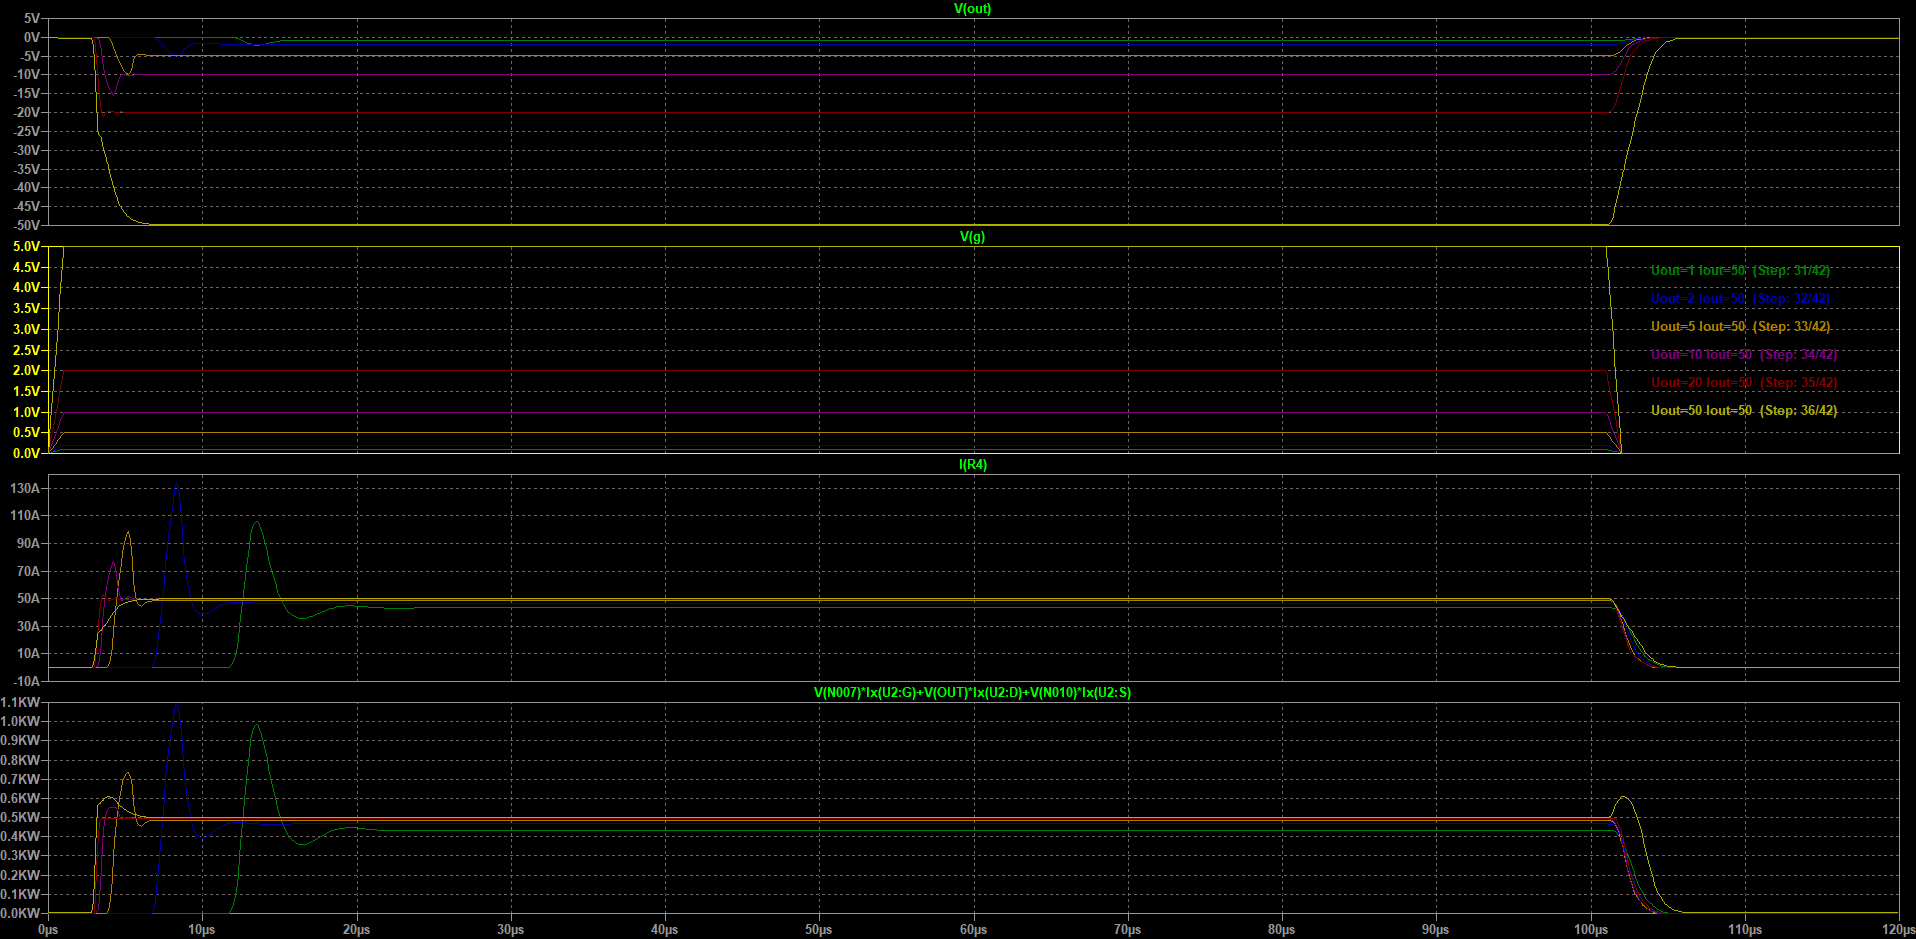 V(out)
5V
0V
-5V
-10V
-15V
-20V
-25V
-30V
-35V
-40V
-45V
-50V
V(g)
5.0V
4.5V
4.0V
3.5V
3.0V
2.5V
2.0V
1.5V
1.0V
0.5V
0.0V
Uout=1 Iout=50 (Step: 31/42)
Uout=2 Iout=50 (Step: 32/42)
Uout=5 Iout=50 (Step: 33/42)
Uout=10 Iout=50 (Step: 34/42)
Uout=20 Iout=50 (Step: 35/42)
Uout=50 Iout=50 (Step: 36/42)
I(R4)
130A
110A
90A
70A
50A
30A
10A
-10A
V(N007)*Ix(U2:G)+V(OUT)*Ix(U2:D)+V(N010)*Ix(U2:S)
1.1KW
1.0KW
0.9KW
0.8KW
0.7KW
0.6KW
0.5KW
0.4KW
0.3KW
0.2KW
0.1KW
0.0KW
0µs 10µs 20µs 30µs 40µs 50µs 60µs 70µs 80µs 90µs 100µs 110µs 120µs